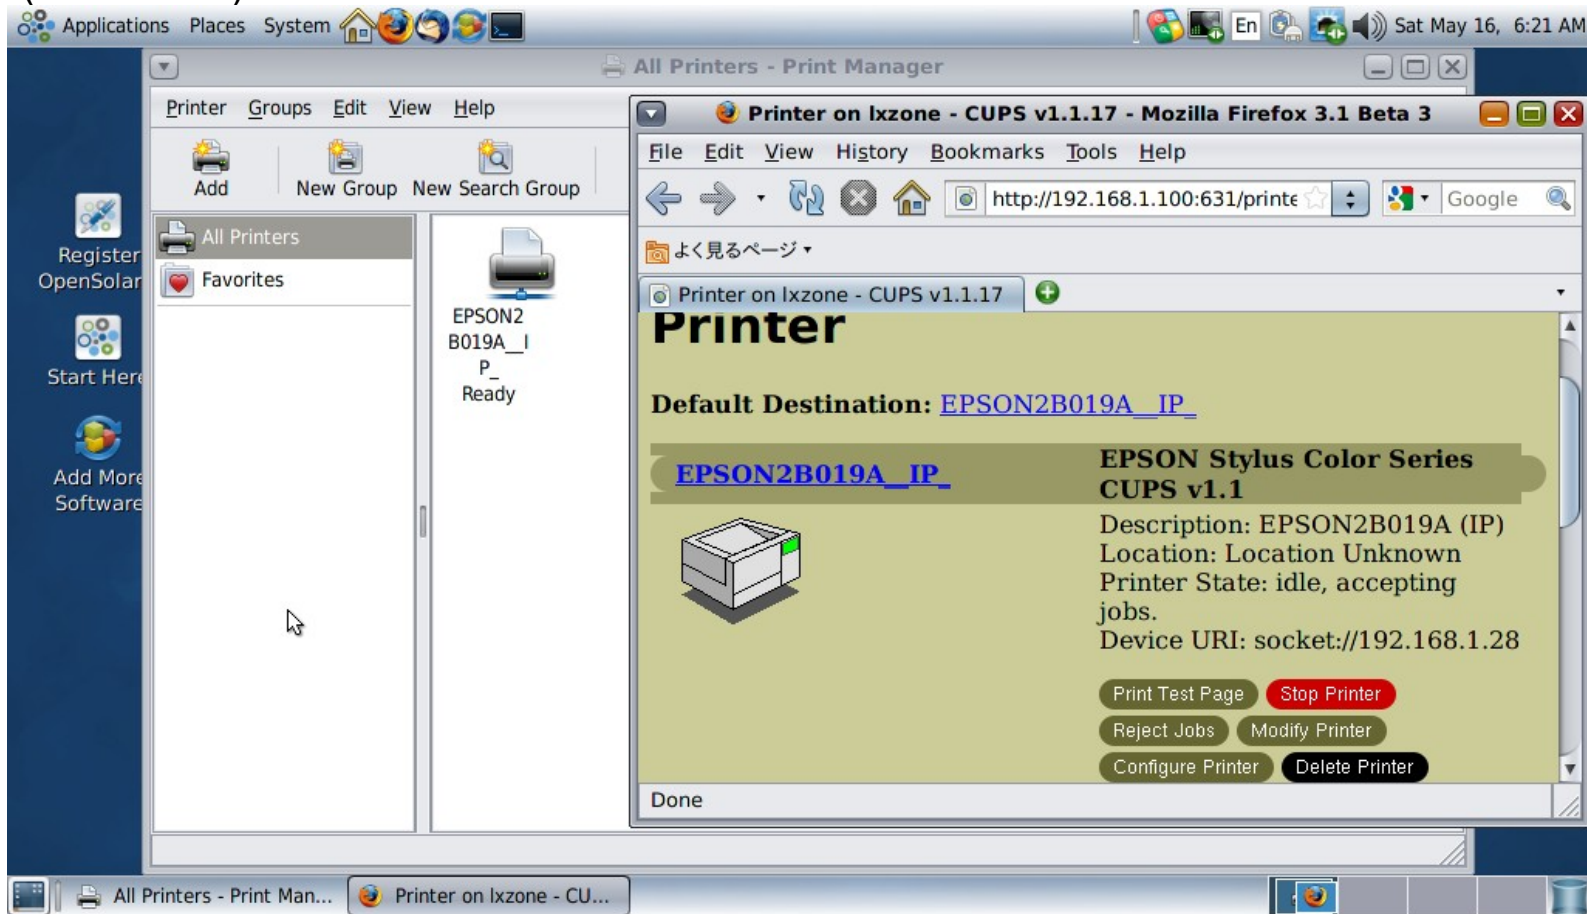 Applications Places System
En
Sat May 16, 6:21 AM
All Printers - Print Manager
Printer Groups Edit View Help
Add
New Group
New Search Group
All Printers
Favorites
EPSON2
B019A__I
P_
Ready
Register
OpenSolar
Start Here
Add More
Software
Printer on lxzone - CUPS v1.1.17 - Mozilla Firefox 3.1 Beta 3
File Edit View History Bookmarks Tools Help
http://192.168.1.100:631/printe
Google
よく見るページ
Printer on lxzone - CUPS v1.1.17
Printer
Default Destination: EPSON2B019A__IP_
EPSON2B019A__IP_
EPSON Stylus Color Series
CUPS v1.1
Description: EPSON2B019A (IP)
Location: Location Unknown
Printer State: idle, accepting
jobs.
Device URI: socket://192.168.1.28
Print Test Page Stop Printer
Reject Jobs Modify Printer
Configure Printer Delete Printer
Done
All Printers - Print Man...
Printer on lxzone - CU...